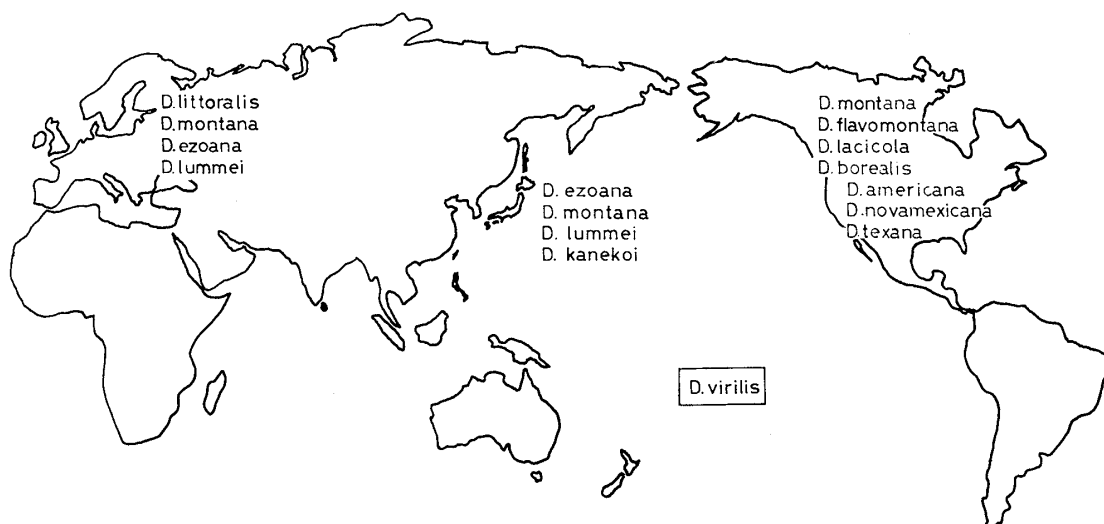 D.littoralis
D.montana
D.ezoana
D.lummei
D. ezoana
D. montana
D. lummei
D. kanekoi
D. montana
D. flavomontana
D. lacicola
D. borealis
D. americana
D. novamexicana
D. texana
D. virilis